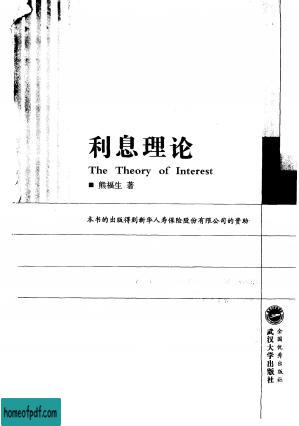 利息理论
The Theory of Interest
■ 熊福生 著
本书的出版得到新华人寿保险股份有限公司的赞助
全国优秀出版社
武汉大学出版社
homeofpdf.com